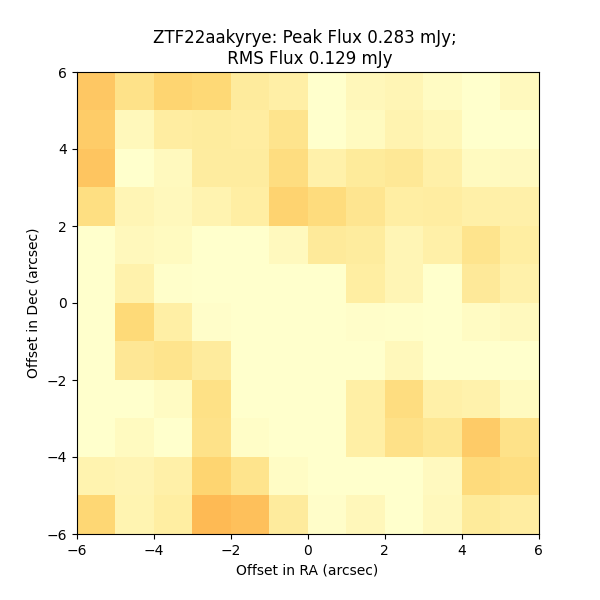 ZTF22aakyrye: Peak Flux 0.283 mJy;
RMS Flux 0.129 mJy
6
4
2
0
−2
−4
−6
Offset in Dec (arcsec)
−6 −4 −2 0 2 4 6
Offset in RA (arcsec)